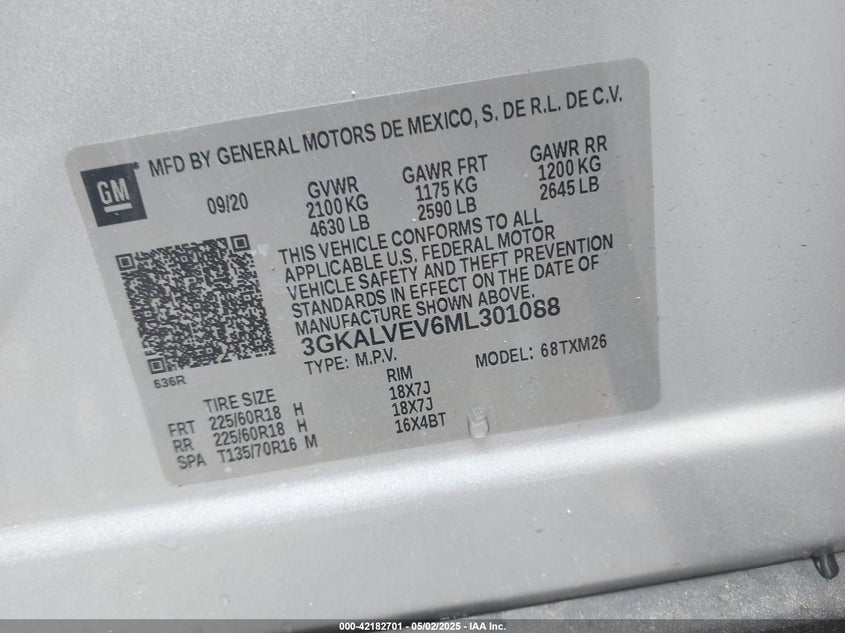 GM
MFD BY GENERAL MOTORS DE MEXICO, S. DE R.L. DE C.V.
09/20
GVWR
2100 KG
4630 LB
GAWR FRT
1175 KG
2590 LB
GAWR RR
1200 KG
2645 LB
THIS VEHICLE CONFORMS TO ALL
APPLICABLE U.S. FEDERAL MOTOR
VEHICLE SAFETY AND THEFT PREVENTION
STANDARDS IN EFFECT ON THE DATE OF
MANUFACTURE SHOWN ABOVE.
3GKALVEV6ML301088
TYPE: M.P.V. MODEL: 68TXM26
636R
TIRE SIZE RIM
FRT 225/60R18 H 18X7J
RR 225/60R18 H 18X7J
SPA T135/70R16 M 16X4BT
000-42182701 - 05/02/2025 - IAA Inc.